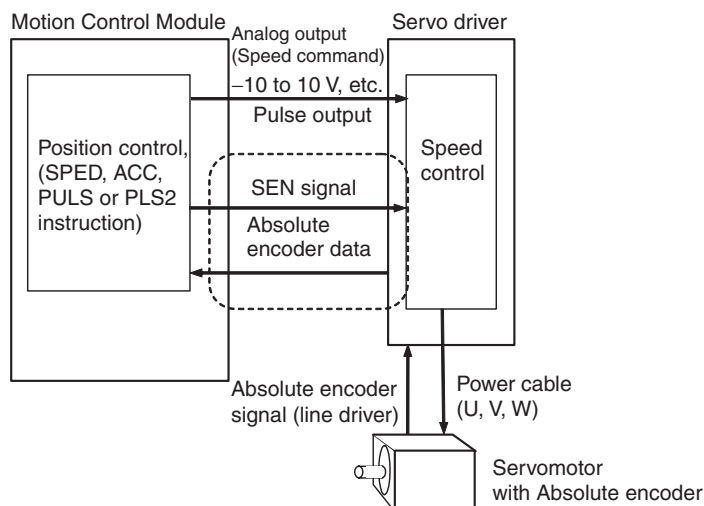 Motion Control Module
Servo driver
Analog output
(Speed command)
–10 to 10 V, etc.
Pulse output
Position control,
(SPED, ACC,
PULS or PLS2
instruction)
Speed
control
SEN signal
Absolute
encoder data
Absolute encoder
signal (line driver)
Power cable
(U, V, W)
Servomotor
with Absolute encoder